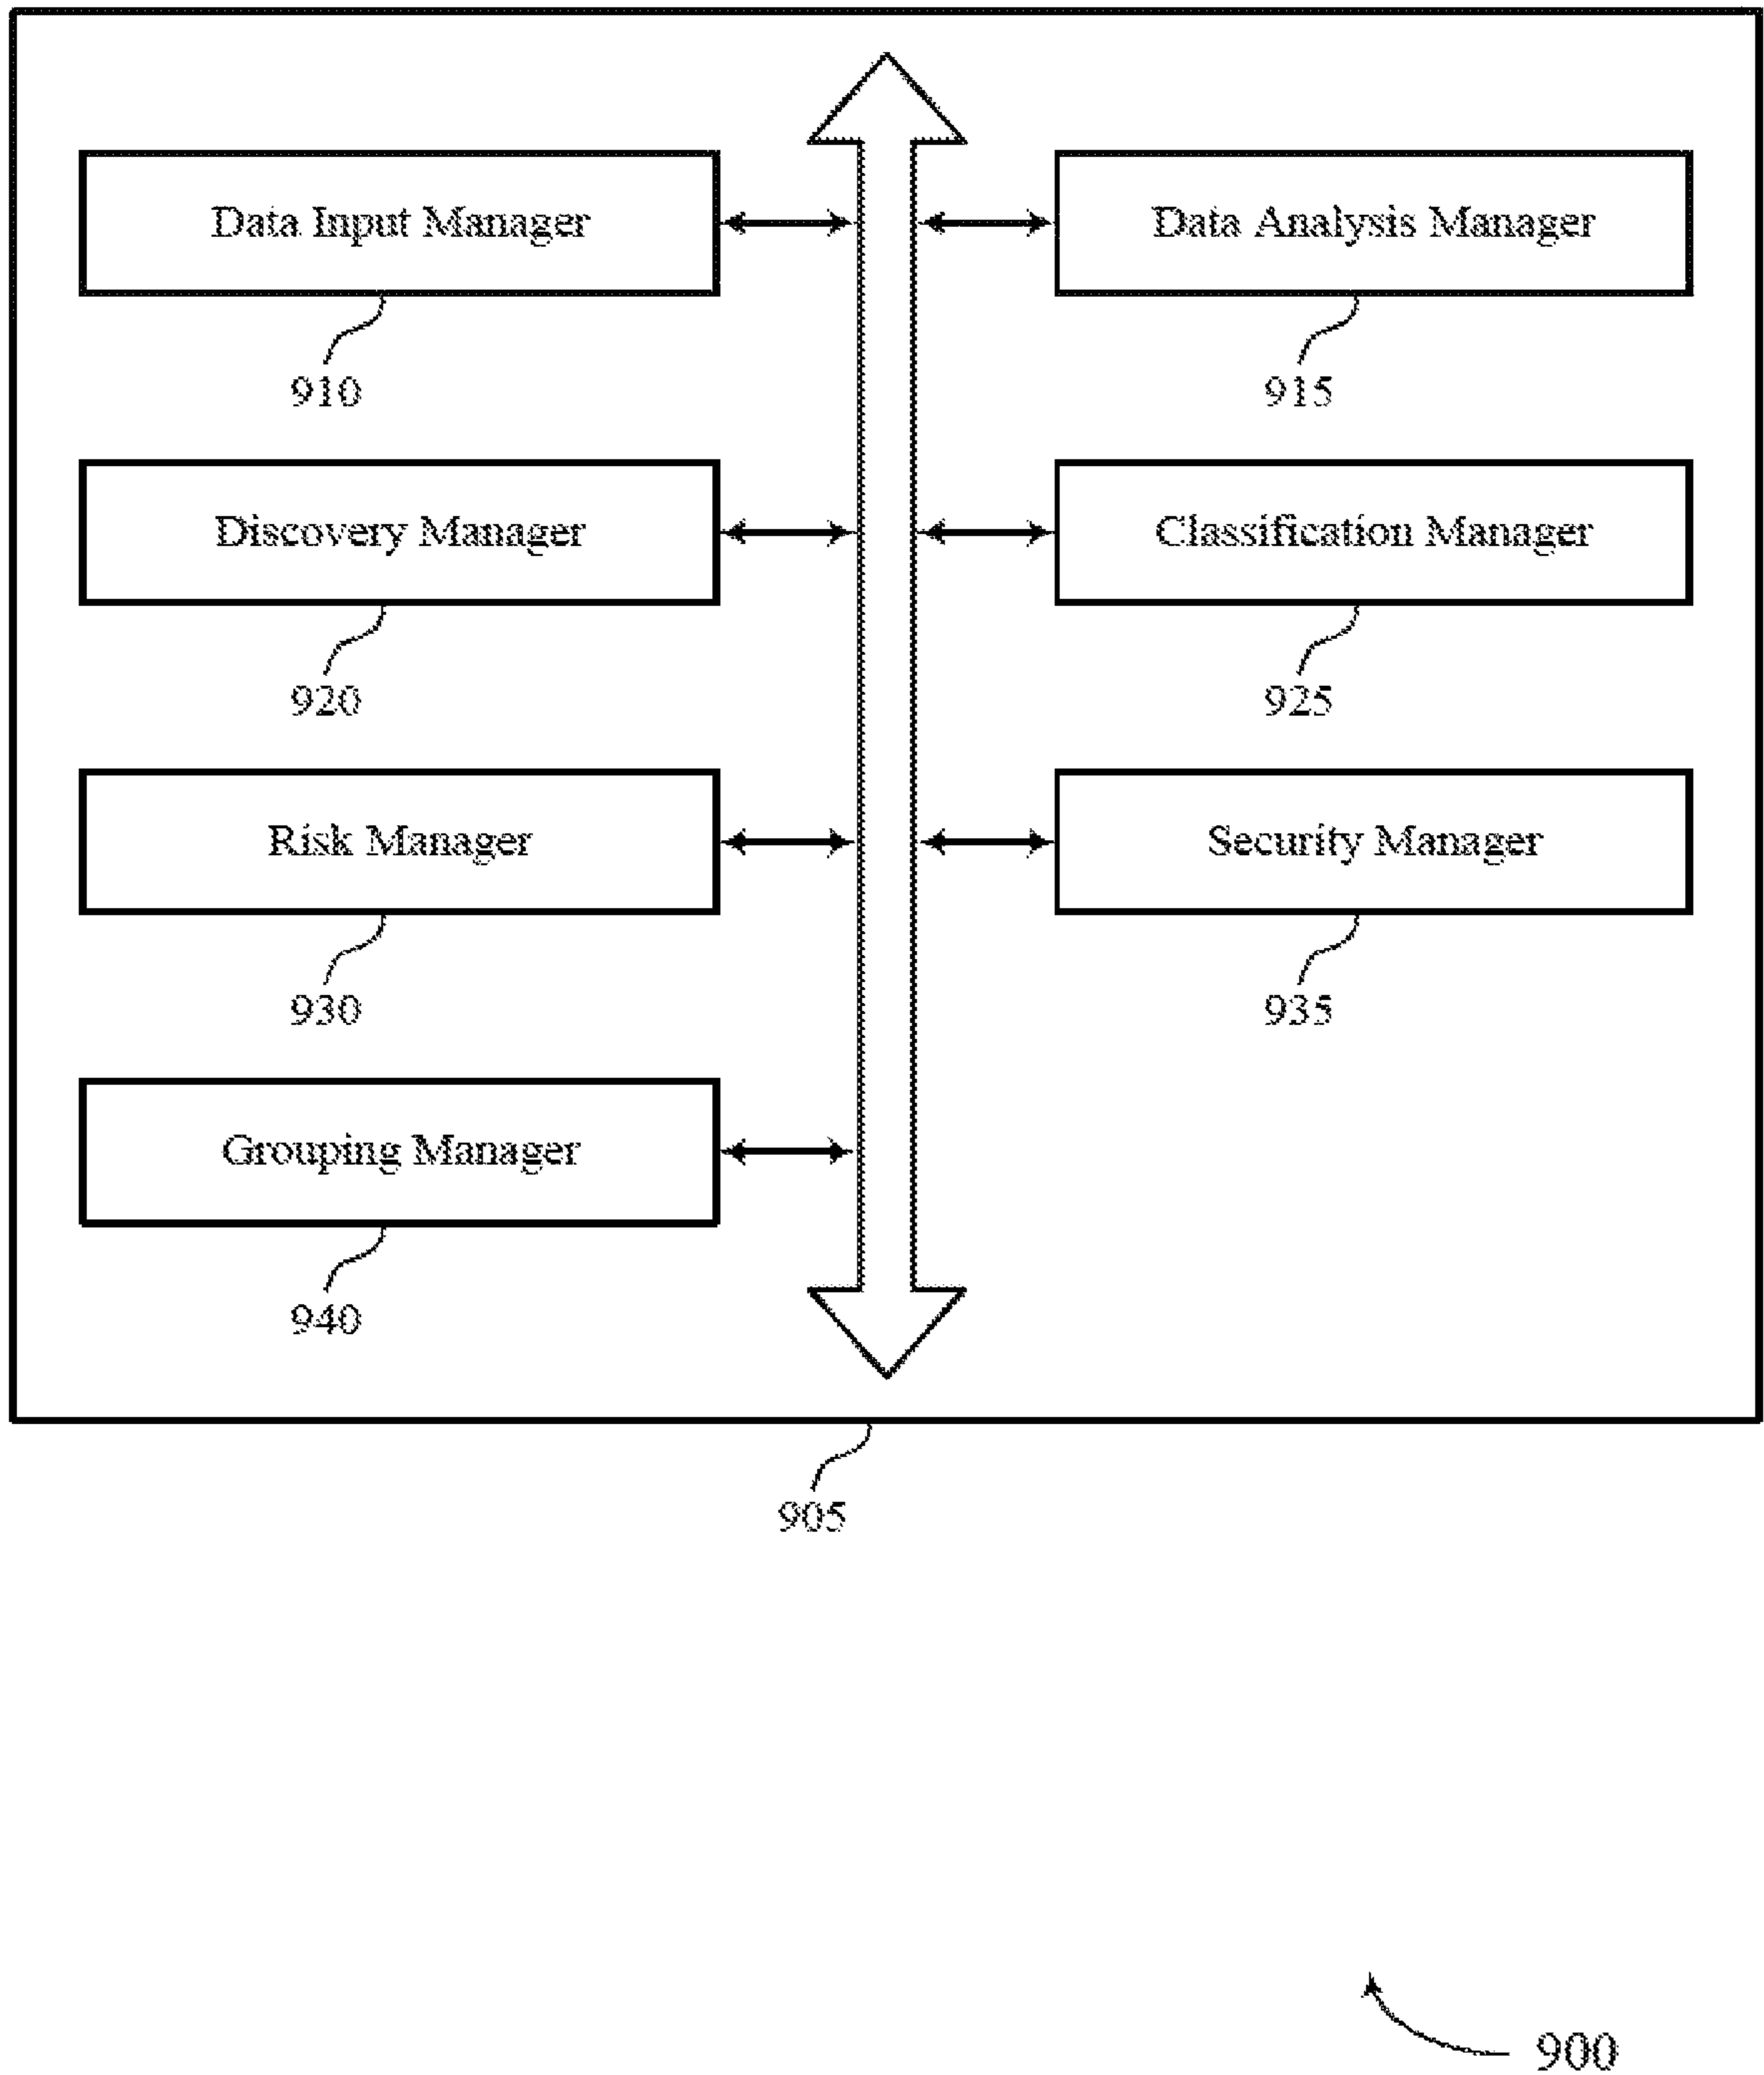 Data Input Manager
Data Analysis Manager
910
915
Discovery Manager
Classification Manager
920
925
Risk Manager
Security Manager
930
935
Grouping Manager
940
905
900